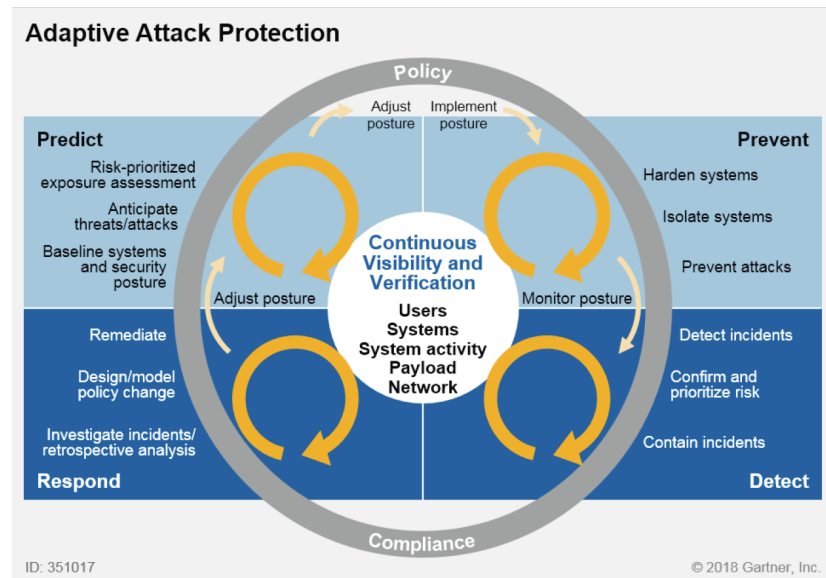 Adaptive Attack Protection
Policy
Adjust
posture
Implement
posture
Predict
Risk-prioritized
exposure assessment
Anticipate
threats/attacks
Baseline systems
and security
posture
Adjust posture
Prevent
Harden systems
Isolate systems
Prevent attacks
Monitor posture
Continuous
Visibility and
Verification
Users
Systems
System activity
Payload
Network
Remediate
Design/model
policy change
Investigate incidents/
retrospective analysis
Respond
Detect incidents
Confirm and
prioritize risk
Contain incidents
Detect
Compliance
ID: 351017
© 2018 Gartner, Inc.